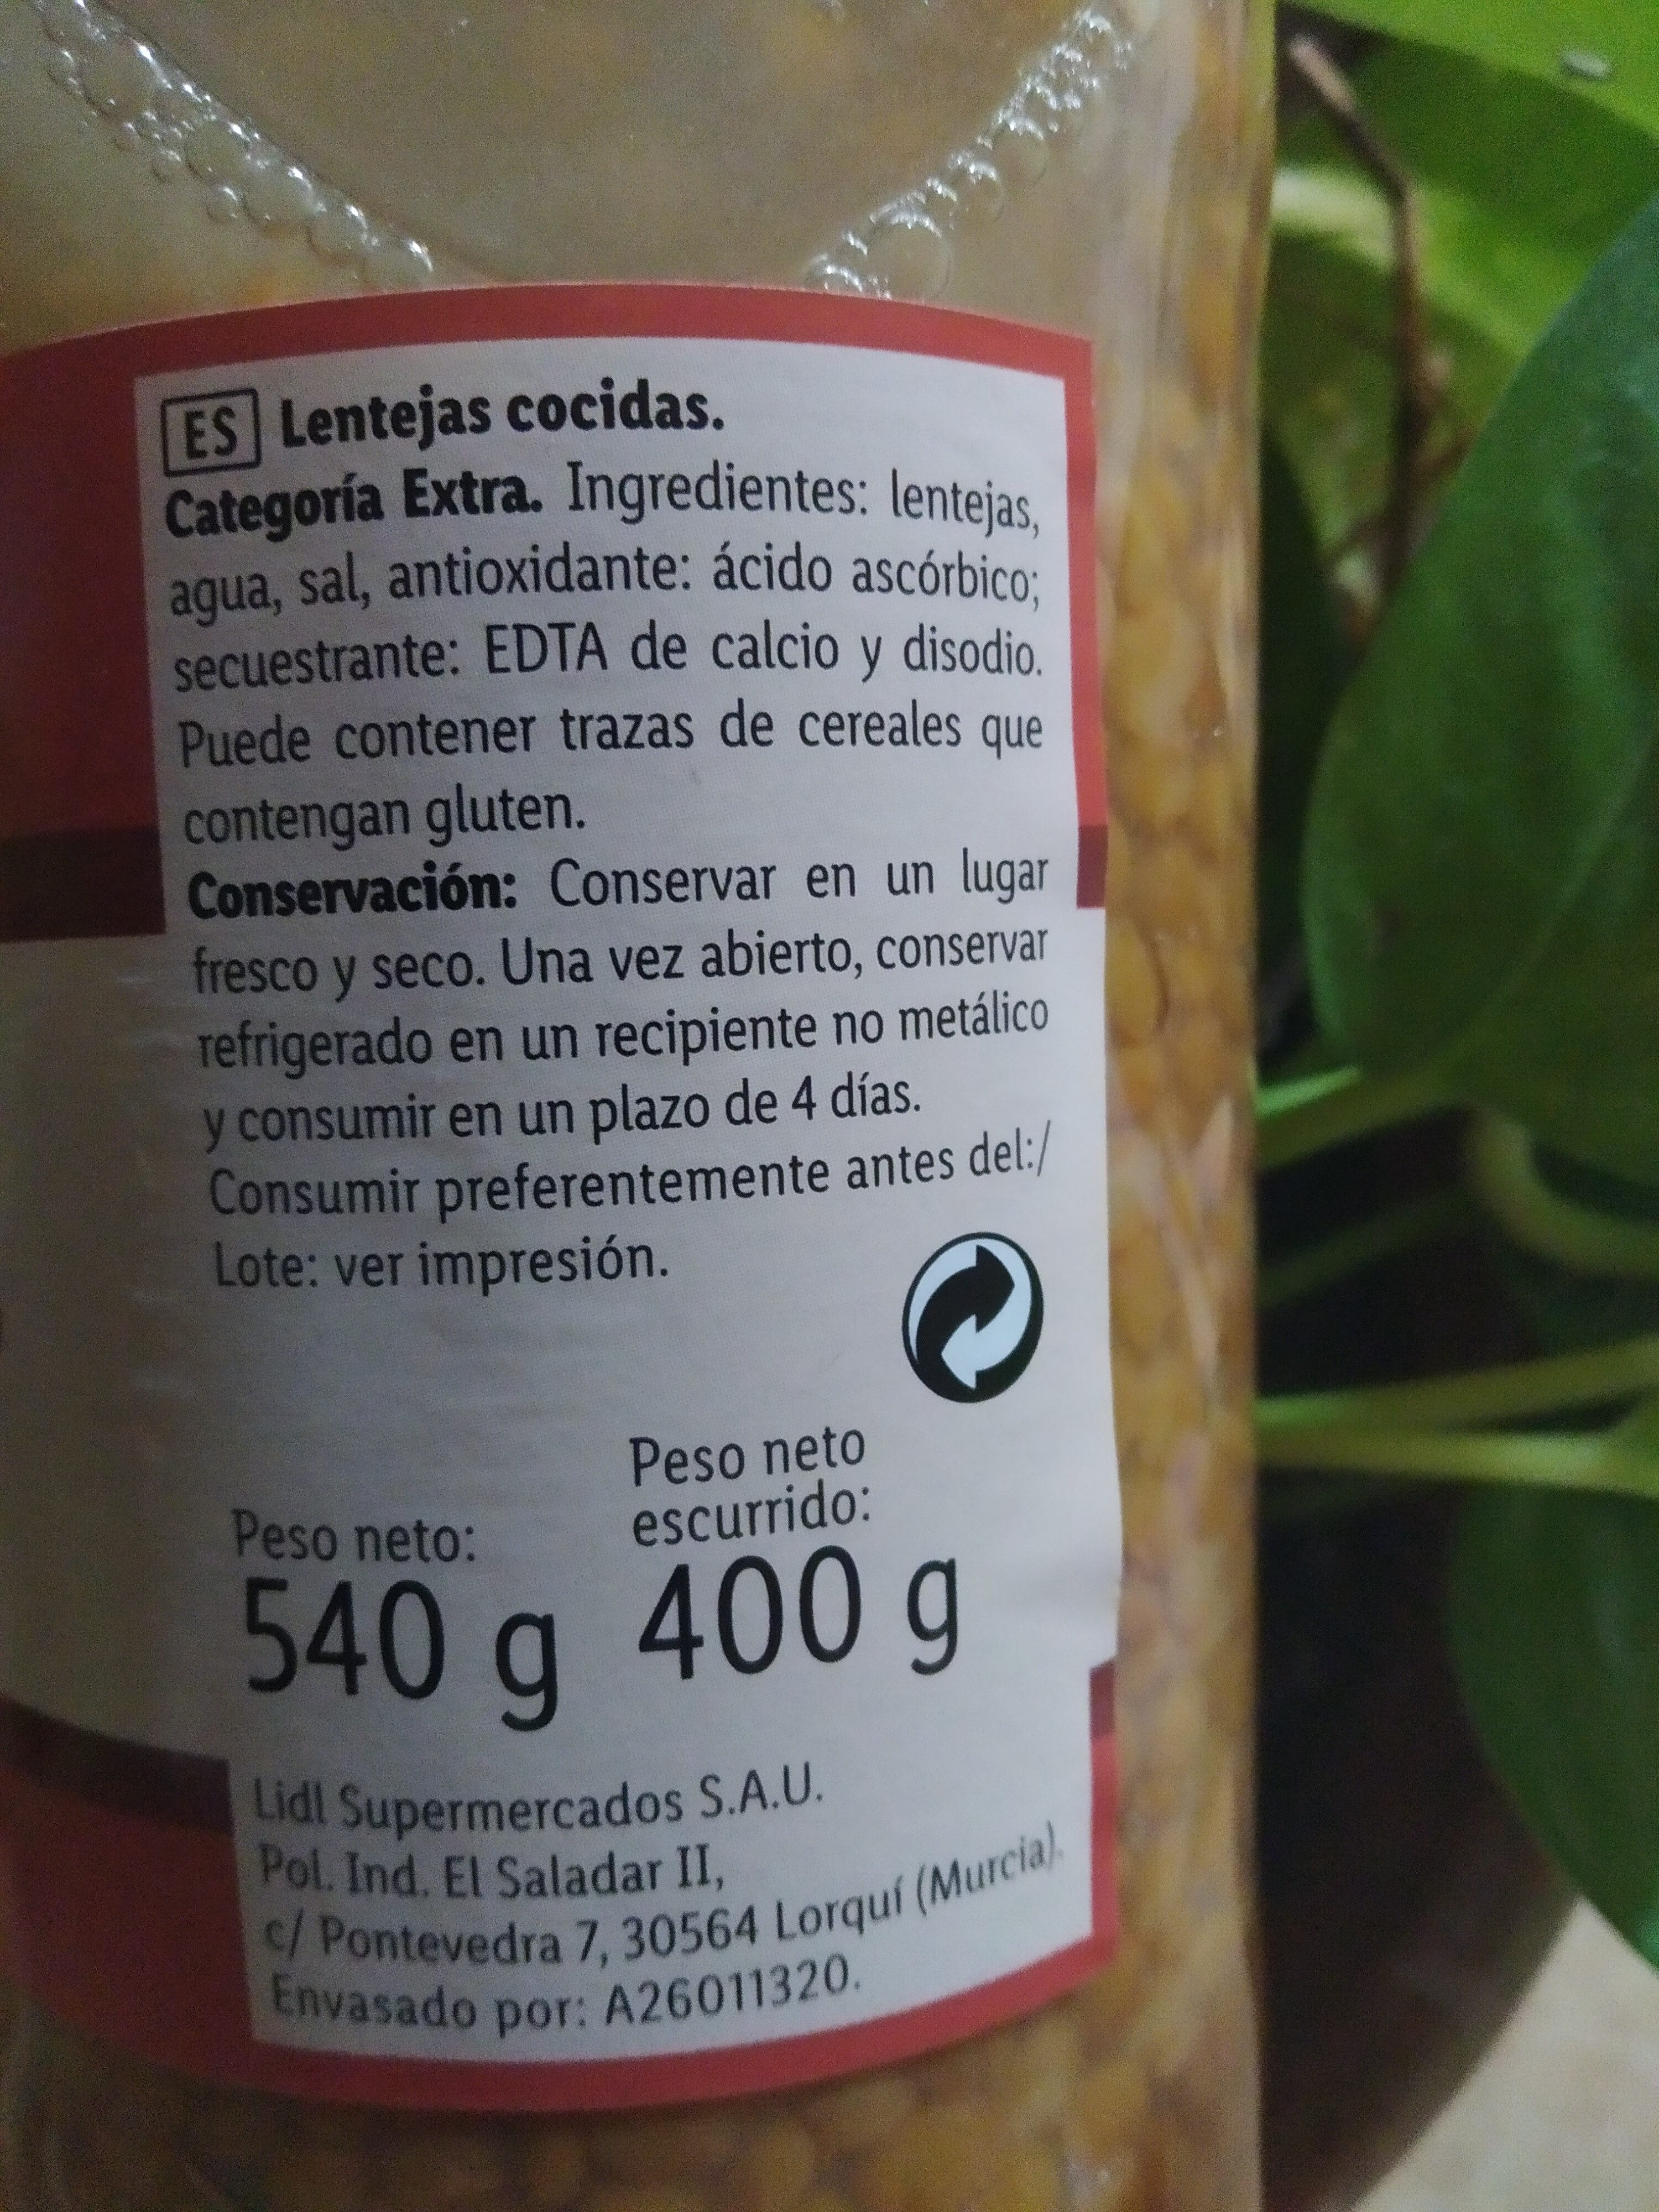 ES Lentejas cocidas.
Categoría Extra. Ingredientes: lentejas,
agua, sal, antioxidante: ácido ascórbico;
secuestrante: EDTA de calcio y disodio.
Puede contener trazas de cereales que
contengan gluten.
Conservación: Conservar en un lugar
fresco y seco. Una vez abierto, conservar
refrigerado en un recipiente no metálico
y consumir en un plazo de 4 días.
Consumir preferentemente antes del:/
Lote: ver impresión.
Peso neto:
540 g
Peso neto
escurrido:
400 g
Lidl Supermercados S.A.U.
Pol. Ind. El Saladar II,
c/ Pontevedra 7, 30564 Lorquí (Murcia).
Envasado por: A26011320.